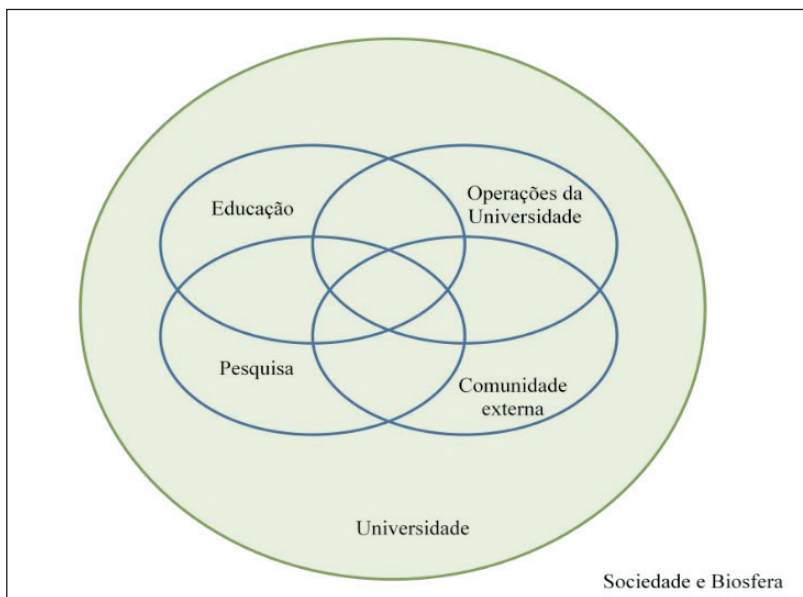 Educação
Operações da
Universidade
Pesquisa
Comunidade
externa
Universidade
Sociedade e Biosfera